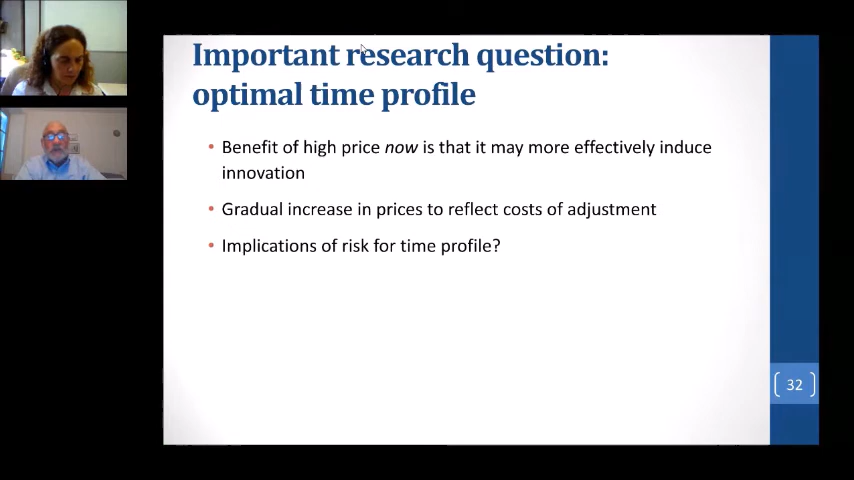 Important research question:
optimal time profile
• Benefit of high price now is that it may more effectively induce
innovation
• Gradual increase in prices to reflect costs of adjustment
• Implications of risk for time profile?
32